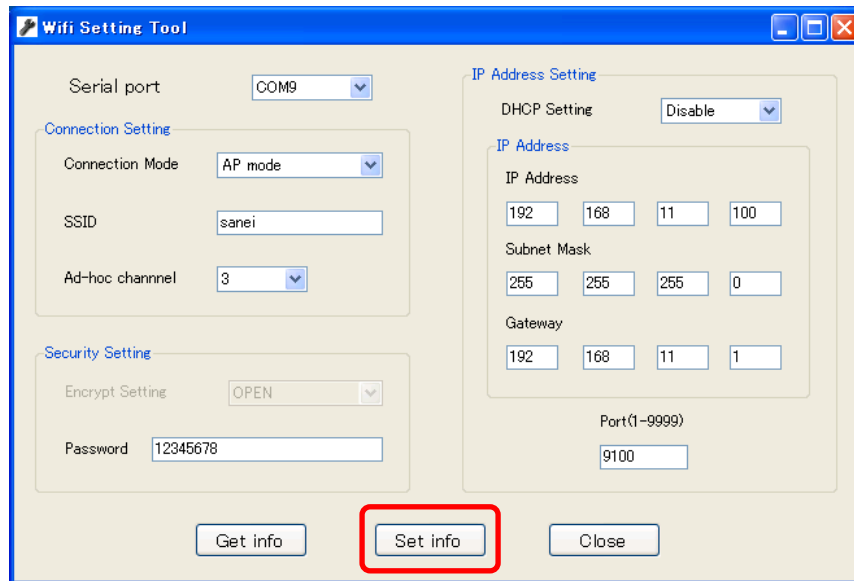 Wifi Setting Tool
Serial port COM9
Connection Setting
Connection Mode AP mode
SSID sanei
Ad-hoc channnel 3
Security Setting
Encrypt Setting OPEN
Password 12345678
IP Address Setting
DHCP Setting Disable
IP Address
IP Address
192 168 11 100
Subnet Mask
255 255 255 0
Gateway
192 168 11 1
Port(1-9999)
9100
Get info Set info Close